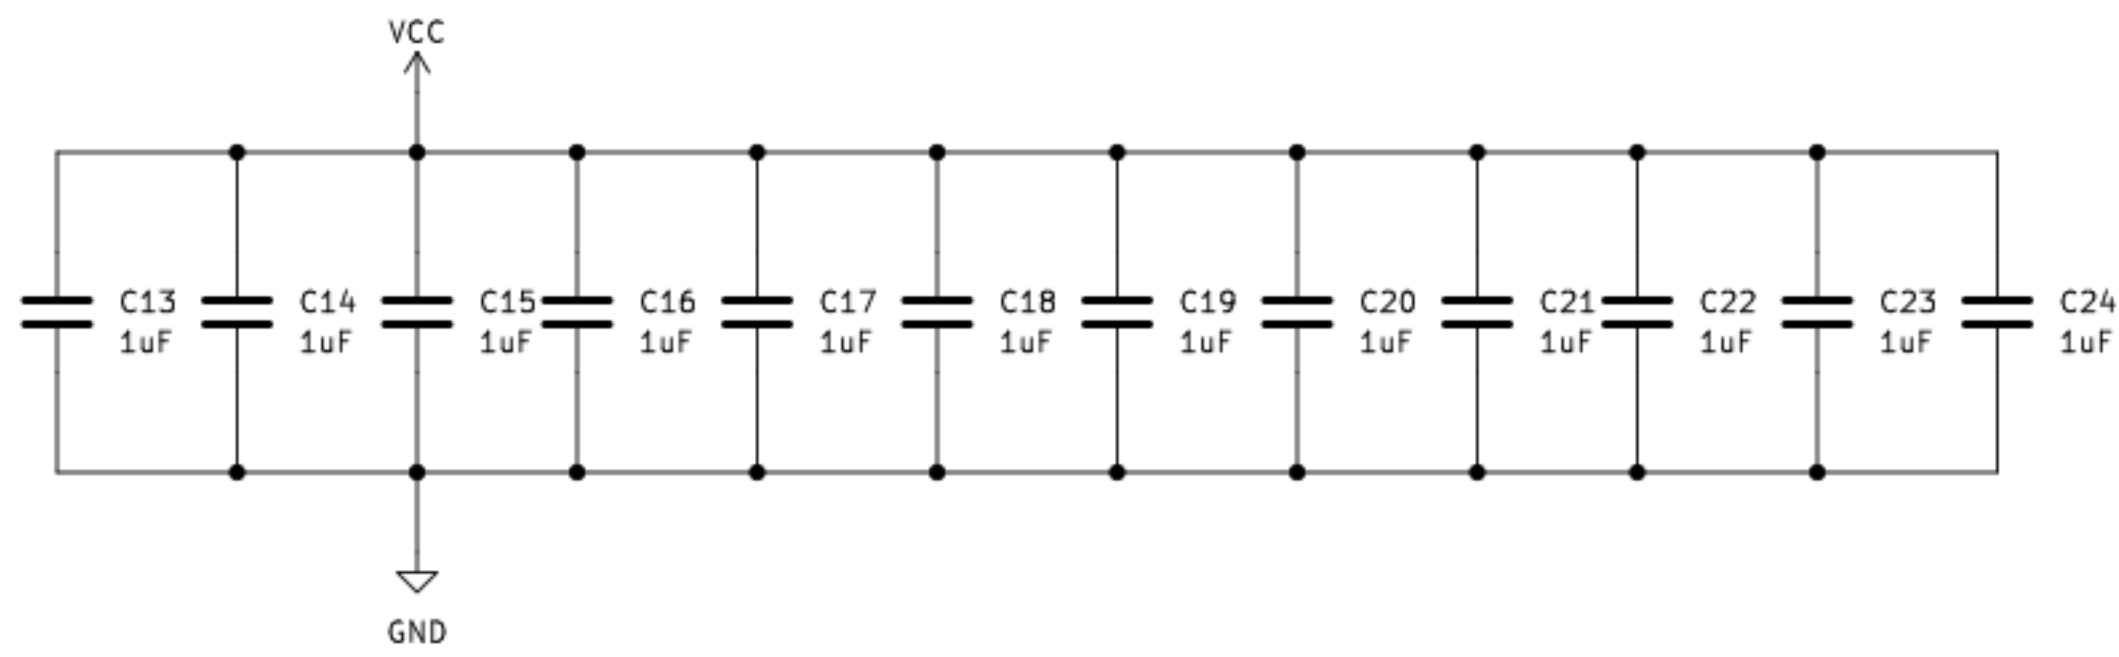 VCC
C13 C14 C15 C16 C17 C18 C19 C20 C21 C22 C23 C24
1uF 1uF 1uF 1uF 1uF 1uF 1uF 1uF 1uF 1uF 1uF 1uF
GND